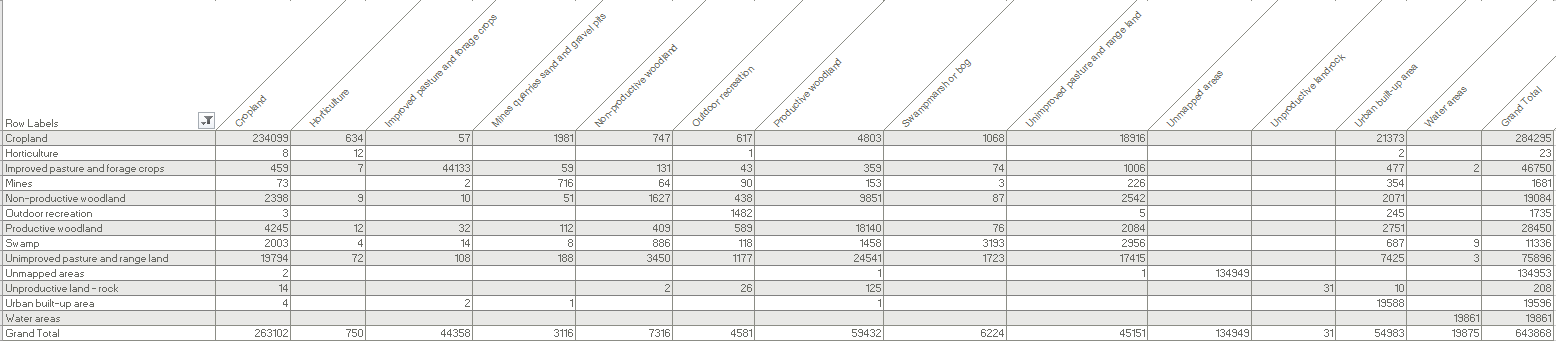 Row Labels Cropland Horticulture Improved pasture and forage crops Mines quarries sand and gravel pits Non-productive woodland Outdoor recreation Productive woodland Swampmarsh or bog Unimproved pasture and range land Unmapped areas Unproductive landrock Urban built-up area Water areas Grand Total
Cropland 234099 634 57 1981 747 617 4803 1068 18916 21373 284295
Horticulture 8 12 1 2 23
Improved pasture and forage crops 459 7 44133 59 131 43 359 74 1006 477 2 46750
Mines 73 2 716 64 90 153 3 226 354 1681
Non-productive woodland 2398 9 10 51 1627 438 9851 87 2542 2071 19084
Outdoor recreation 3 1482 5 245 1735
Productive woodland 4245 12 32 112 409 589 18140 76 2084 2751 28450
Swamp 2003 4 14 8 886 118 1458 3193 2956 687 9 11336
Unimproved pasture and range land 19794 72 108 188 3450 1177 24541 1723 17415 7425 3 75896
Unmapped areas 2 1 1 134949 134953
Unproductive land - rock 14 2 26 125 31 10 208
Urban built-up area 4 2 1 1 19588 19596
Water areas 19861 19861
Grand Total 263102 750 44358 3116 7316 4581 59432 6224 45151 134949 31 54983 19875 643868